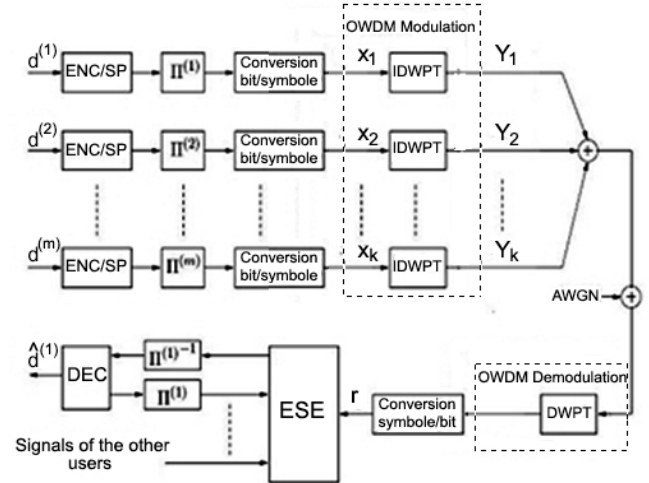 OWDM Modulation
d(1)
ENC/SP
Π(1)
Conversion
bit/symbole
x1
IDWPT
Y1
d(2)
ENC/SP
Π(2)
Conversion
bit/symbole
x2
IDWPT
Y2
+
d(m)
ENC/SP
Π(m)
Conversion
bit/symbole
xk
IDWPT
Yk
AWGN
+
d̂(1)
DEC
Π(1)−1
Π(1)
ESE
r
Conversion
symbole/bit
OWDM Demodulation
DWPT
Signals of the other
users